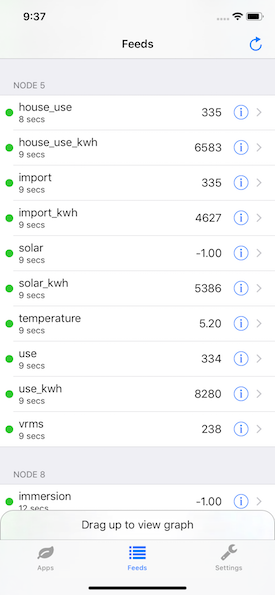 9:37
Feeds
NODE 5
house_use 335
8 secs
house_use_kwh 6583
9 secs
import 335
9 secs
import_kwh 4627
9 secs
solar -1.00
9 secs
solar_kwh 5386
9 secs
temperature 5.20
9 secs
use 334
9 secs
use_kwh 8280
9 secs
vrms 238
9 secs
NODE 8
immersion -1.00
12 secs
Drag up to view graph
Apps Feeds Settings